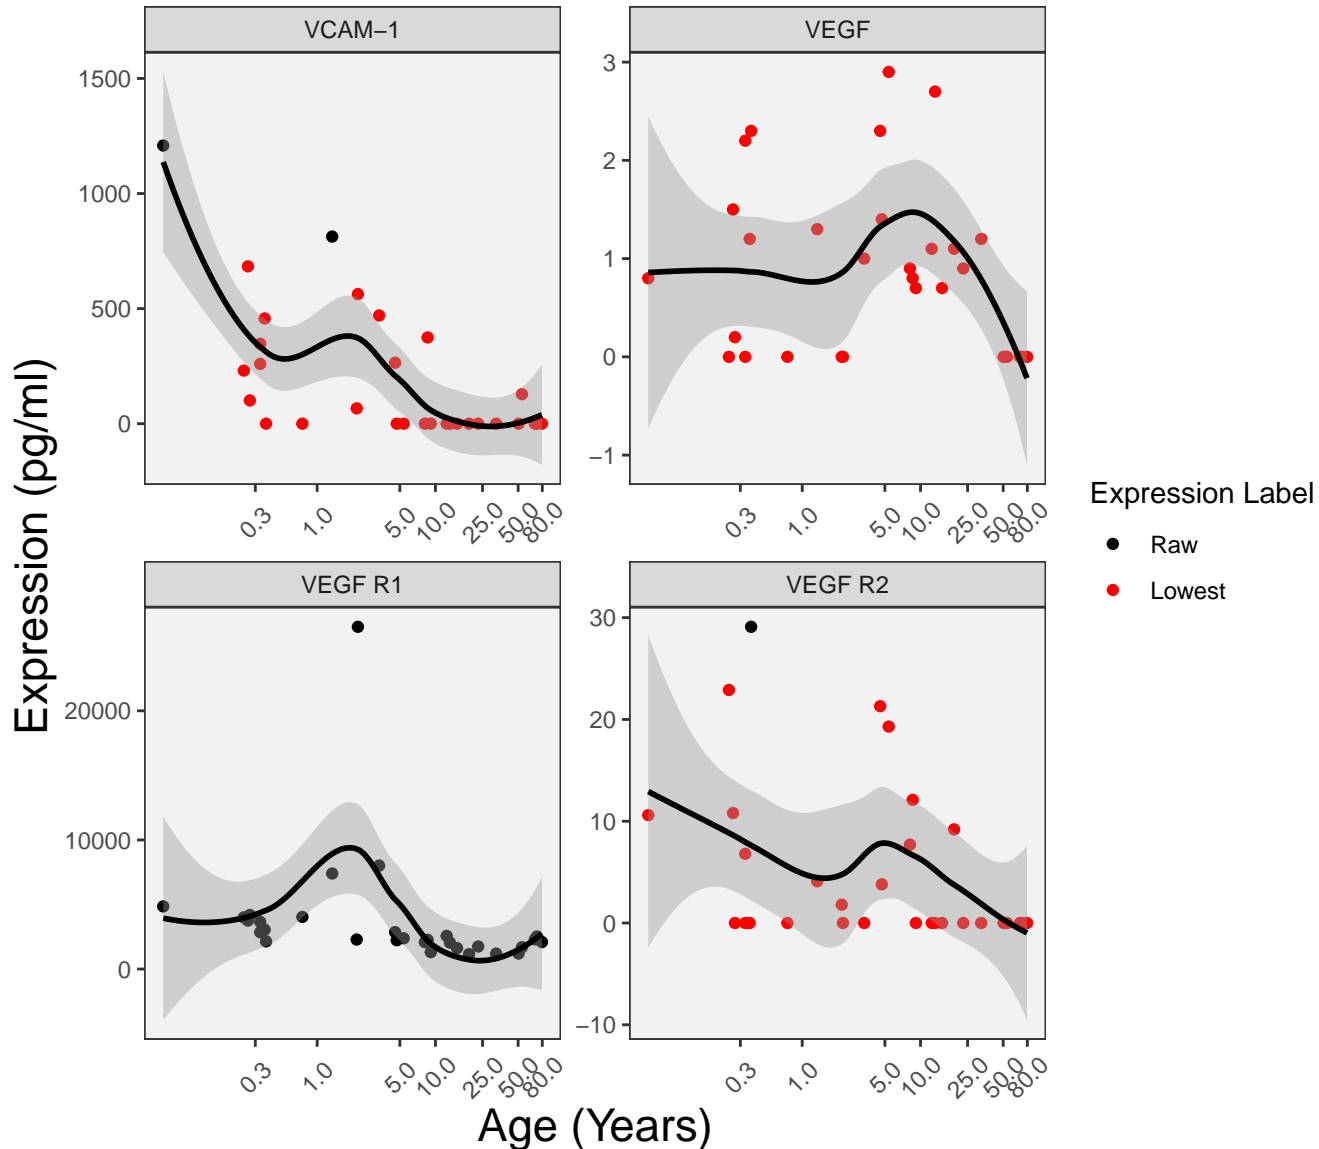 VCAM−1
VEGF
1500
1000
500
0
3
2
1
0
−1
0.3 1.0 5.0 10.0 25.0 50.0 80.0
0.3 1.0 5.0 10.0 25.0 50.0 80.0
VEGF R1
VEGF R2
20000
10000
0
30
20
10
0
−10
0.3 1.0 5.0 10.0 25.0 50.0 80.0
0.3 1.0 5.0 10.0 25.0 50.0 80.0
Expression (pg/ml)
Age (Years)
Expression Label
Raw
Lowest